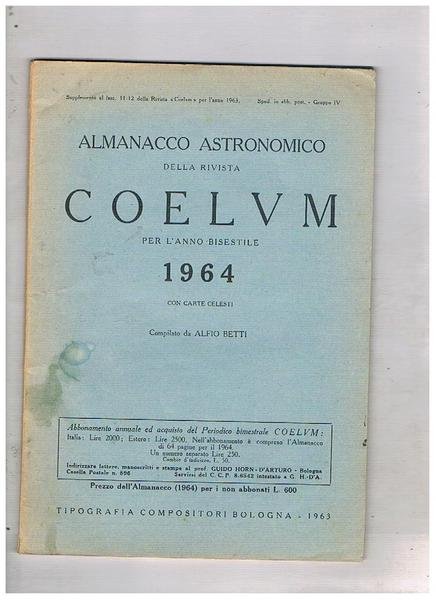 Supplemento al fasc. 11-12 della Rivista «Coelum» per l'anno 1963. Sped. in abb. post. - Gruppo IV
ALMANACCO ASTRONOMICO
DELLA RIVISTA
COELVM
PER L'ANNO BISESTILE
1964
CON CARTE CELESTI
Compilato da ALFIO BETTI
Abbonamento annuale ed acquisto del Periodico bimestrale COELVM:
Italia: Lire 2000; Estero: Lire 2500. Nell'abbonamento è compreso l'Almanacco
di 64 pagine per il 1964.
Un numero separato Lire 250.
Cambio d'indirizzo, L. 50.
Indirizzare lettere, manoscritti e stampe al prof. GUIDO HORN-D'ARTURO - Bologna
Casella Postale n. 596 Servirsi del C. C. P. 8-6542 intestato a G. H.-D'A.
Prezzo dell'Almanacco (1964) per i non abbonati L. 600
TIPOGRAFIA COMPOSITORI BOLOGNA - 1963